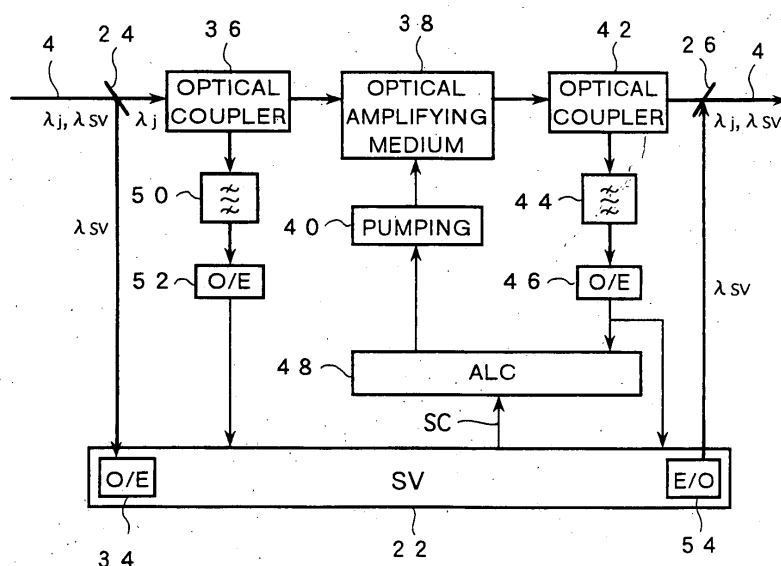 36
38
42
24
26
4
4
OPTICAL
COUPLER
OPTICAL
AMPLIFYING
MEDIUM
OPTICAL
COUPLER
λj, λSV
λj
λj, λSV
50
44
λSV
40
PUMPING
52
O/E
46
O/E
λSV
48
ALC
SC
O/E
SV
E/O
34
22
54